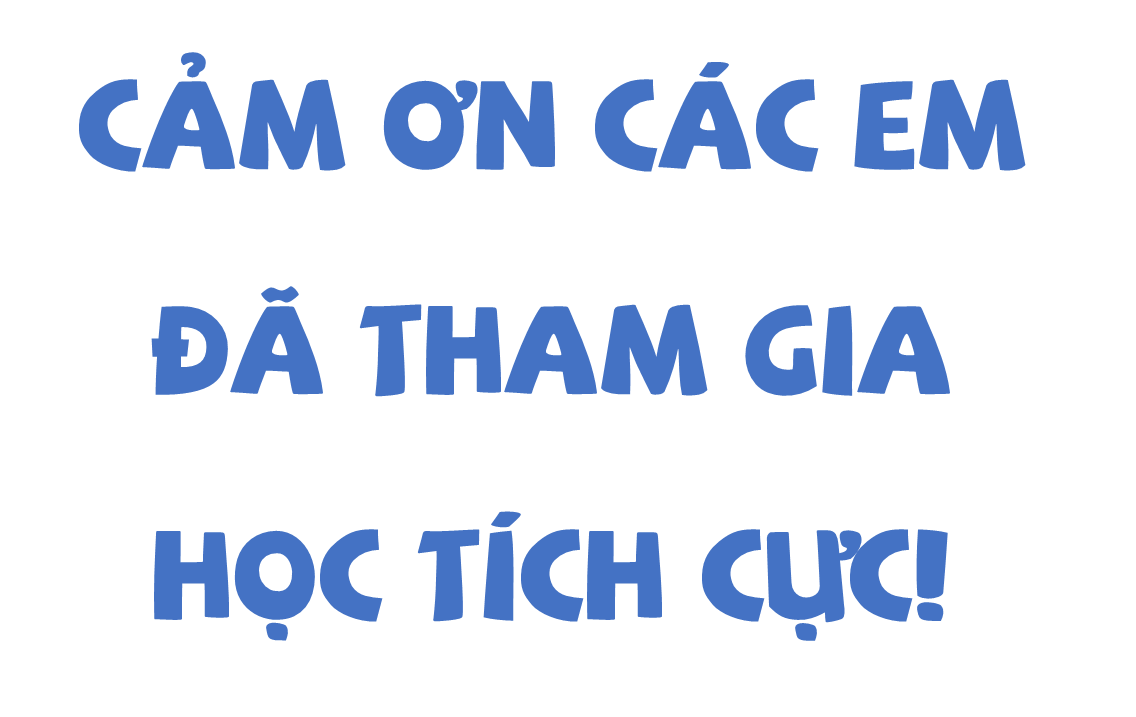 CẢM ƠN CÁC EM
ĐÃ THAM GIA
HỌC TÍCH CỰC!